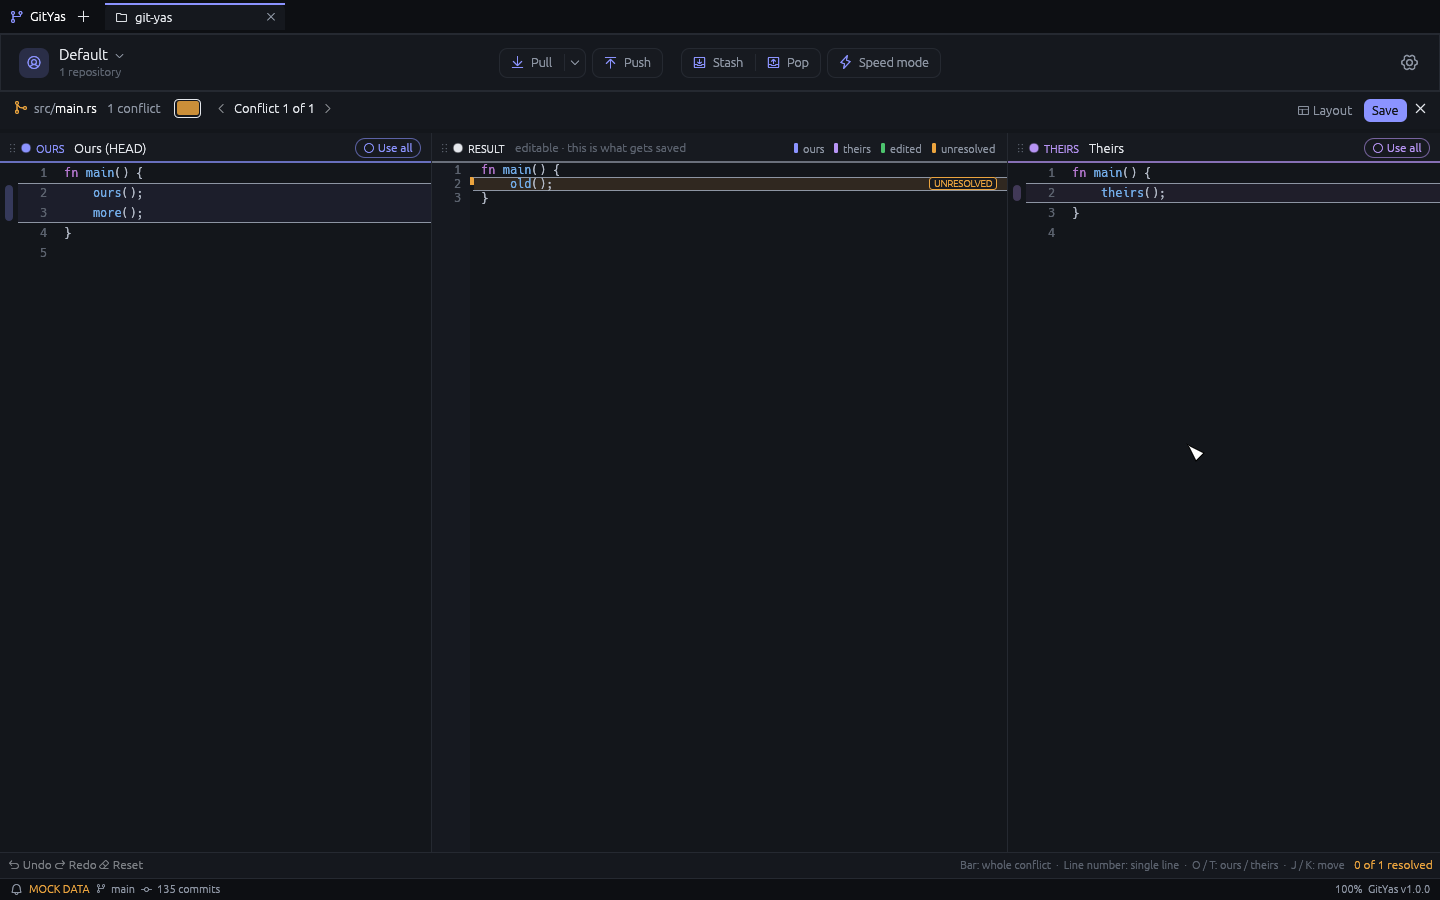 GitYas
git-yas
Default
1 repository
Pull
Push
Stash
Pop
Speed mode
src/main.rs 1 conflict
Conflict 1 of 1
Layout
Save
OURS Ours (HEAD)
Use all
1 fn main() {
2 ours();
3 more();
4 }
5
RESULT editable · this is what gets saved
ours theirs edited unresolved
1 fn main() {
2 old(); UNRESOLVED
3 }
THEIRS Theirs
Use all
1 fn main() {
2 theirs();
3 }
4
Undo Redo Reset
Bar: whole conflict · Line number: single line · O / T: ours / theirs · J / K: move 0 of 1 resolved
MOCK DATA main 135 commits
100% GitYas v1.0.0